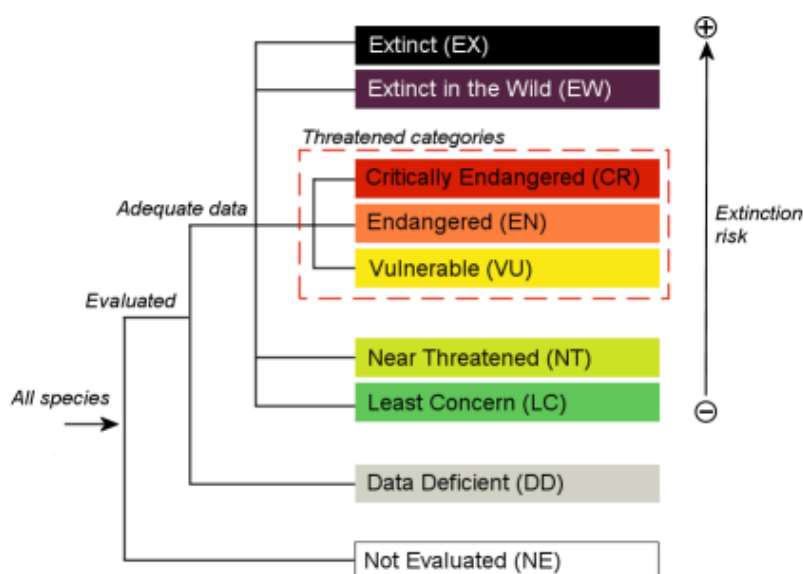 Extinct (EX)
Extinct in the Wild (EW)
Threatened categories
Critically Endangered (CR)
Adequate data
Endangered (EN)
Extinction
risk
Vulnerable (VU)
Evaluated
Near Threatened (NT)
All species
Least Concern (LC)
Data Deficient (DD)
Not Evaluated (NE)